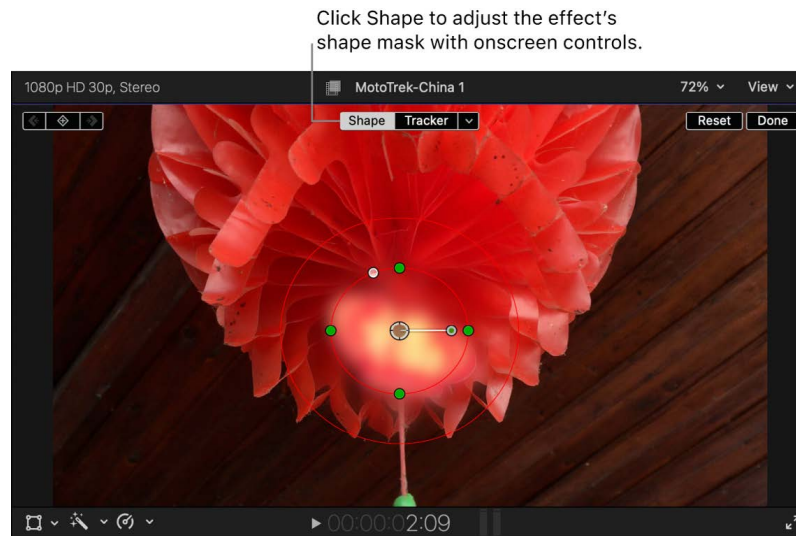 Click Shape to adjust the effect's
shape mask with onscreen controls.
1080p HD 30p, Stereo
MotoTrek-China 1
72%
View
Shape
Tracker
Reset
Done
00:00:02:09